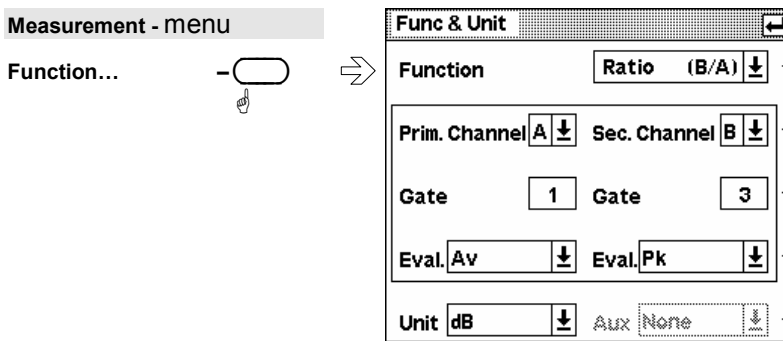 Measurement - menu
Function…
Func & Unit
Function Ratio (B/A)
Prim. Channel A Sec. Channel B
Gate 1 Gate 3
Eval. Av Eval. Pk
Unit dB Aux None